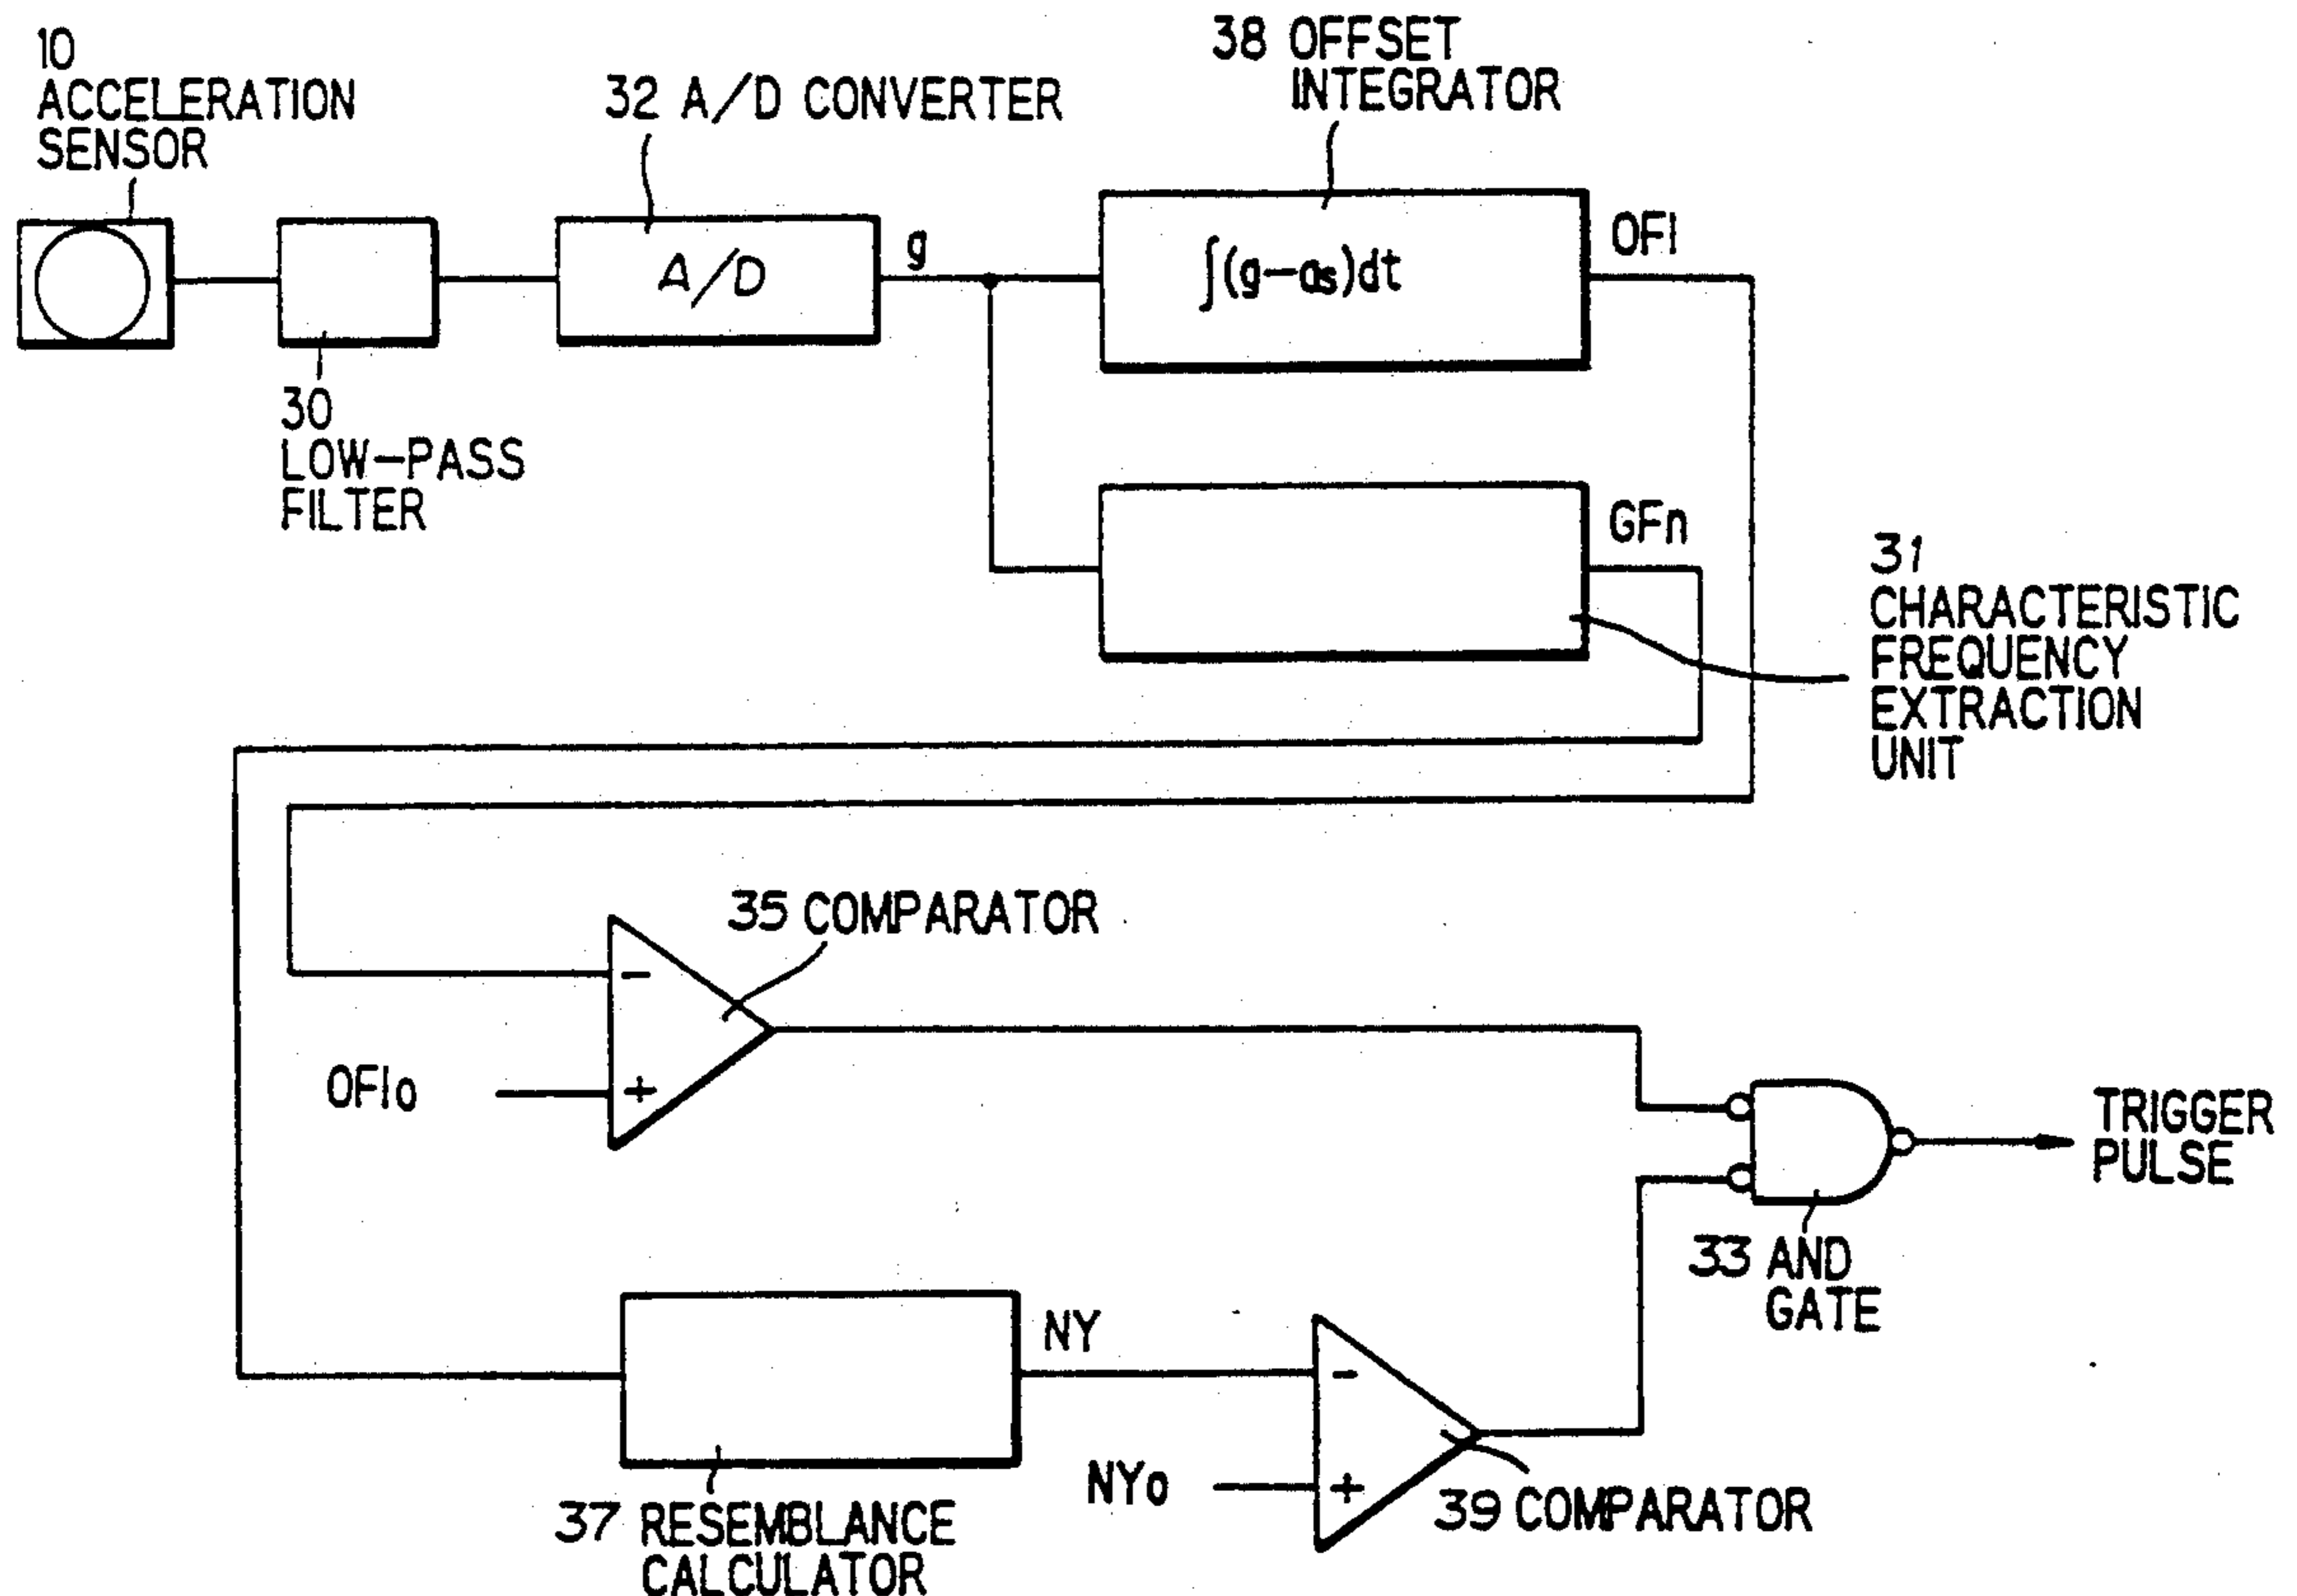 10
ACCELERATION
SENSOR
32 A/D CONVERTER
38 OFFSET
INTEGRATOR
A/D
g
∫(g-as)dt
OFI
30
LOW-PASS
FILTER
GFn
31
CHARACTERISTIC
FREQUENCY
EXTRACTION
UNIT
35 COMPARATOR
-
OFIo
+
TRIGGER
PULSE
33 AND
GATE
NY
-
NYo
+
37 RESEMBLANCE
CALCULATOR
39 COMPARATOR